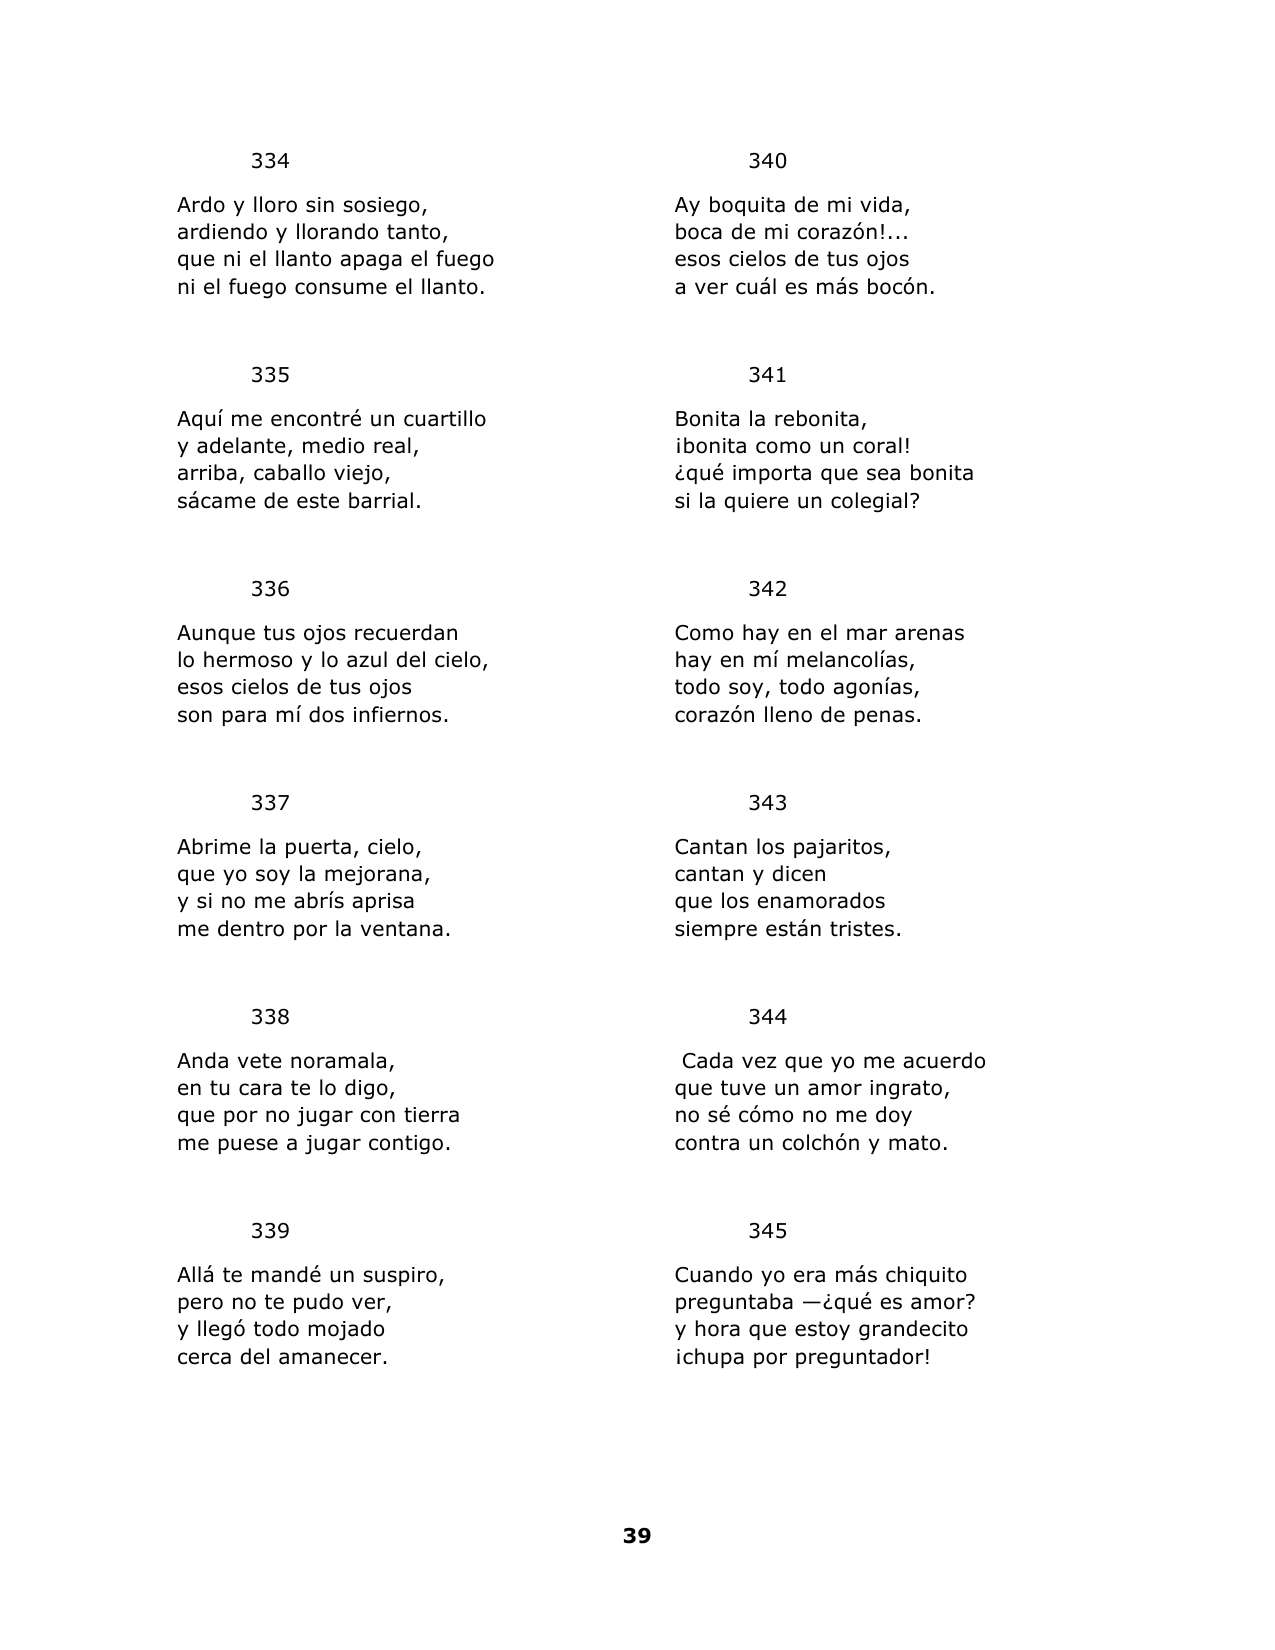 334
Ardo y lloro sin sosiego,
ardiendo y llorando tanto,
que ni el llanto apaga el fuego
ni el fuego consume el llanto.
335
Aquí me encontré un cuartillo
y adelante, medio real,
arriba, caballo viejo,
sácame de este barrial.
336
Aunque tus ojos recuerdan
lo hermoso y lo azul del cielo,
esos cielos de tus ojos
son para mí dos infiernos.
337
Abrime la puerta, cielo,
que yo soy la mejorana,
y si no me abrís aprisa
me dentro por la ventana.
338
Anda vete noramala,
en tu cara te lo digo,
que por no jugar con tierra
me puese a jugar contigo.
339
Allá te mandé un suspiro,
pero no te pudo ver,
y llegó todo mojado
cerca del amanecer.
340
Ay boquita de mi vida,
boca de mi corazón!...
esos cielos de tus ojos
a ver cuál es más bocón.
341
Bonita la rebonita,
¡bonita como un coral!
¿qué importa que sea bonita
si la quiere un colegial?
342
Como hay en el mar arenas
hay en mí melancolías,
todo soy, todo agonías,
corazón lleno de penas.
343
Cantan los pajaritos,
cantan y dicen
que los enamorados
siempre están tristes.
344
Cada vez que yo me acuerdo
que tuve un amor ingrato,
no sé cómo no me doy
contra un colchón y mato.
345
Cuando yo era más chiquito
preguntaba —¿qué es amor?
y hora que estoy grandecito
¡chupa por preguntador!
39